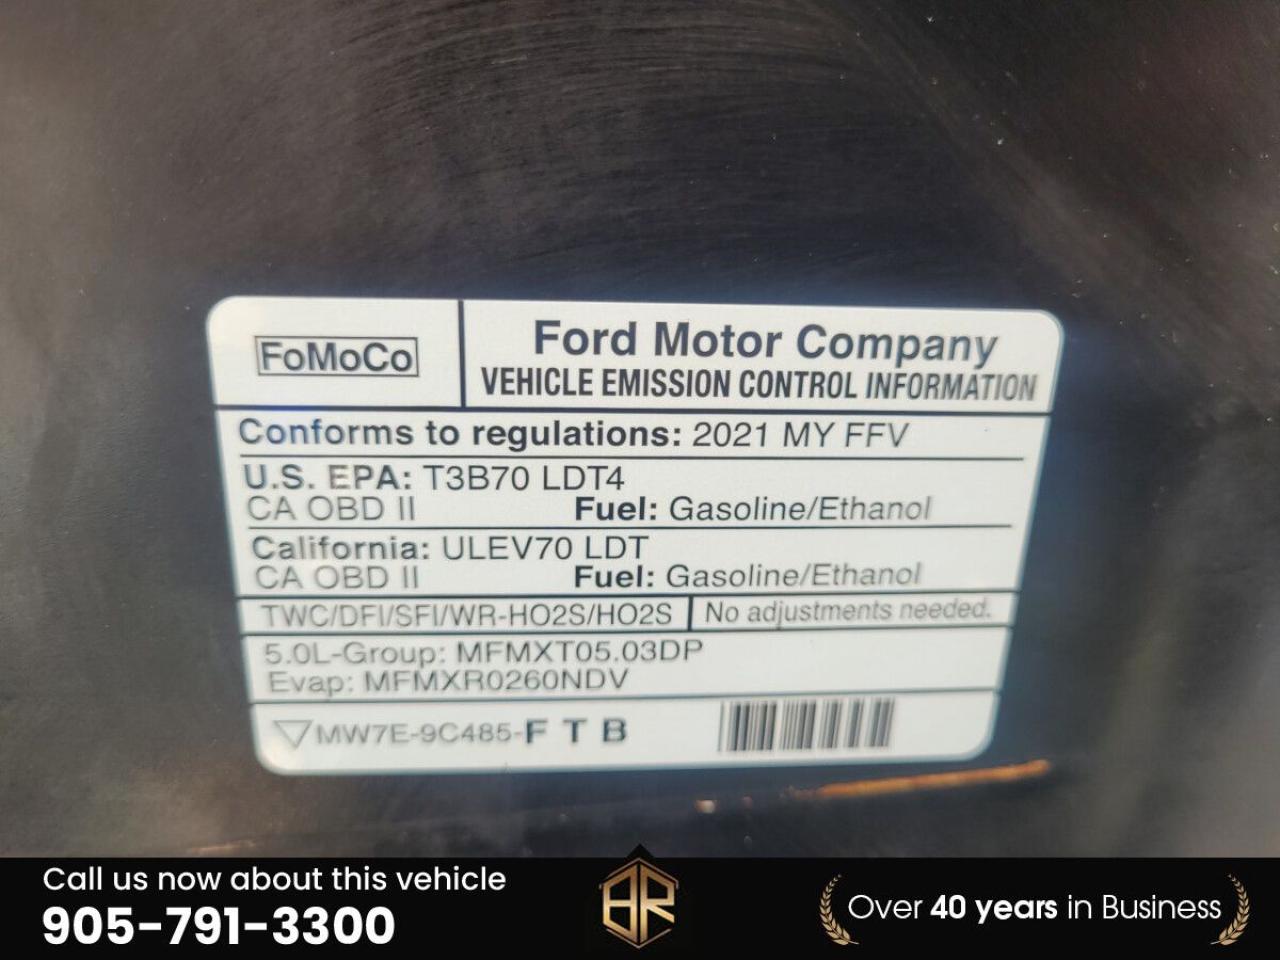 FoMoCo
Ford Motor Company
VEHICLE EMISSION CONTROL INFORMATION
Conforms to regulations: 2021 MY FFV
U.S. EPA: T3B70 LDT4
CA OBD II Fuel: Gasoline/Ethanol
California: ULEV70 LDT
CA OBD II Fuel: Gasoline/Ethanol
TWC/DFI/SFI/WR-HO2S/HO2S No adjustments needed.
5.0L-Group: MFMXT05.03DP
Evap: MFMXR0260NDV
MW7E-9C485-F T B
Call us now about this vehicle
905-791-3300
BR
Over 40 years in Business